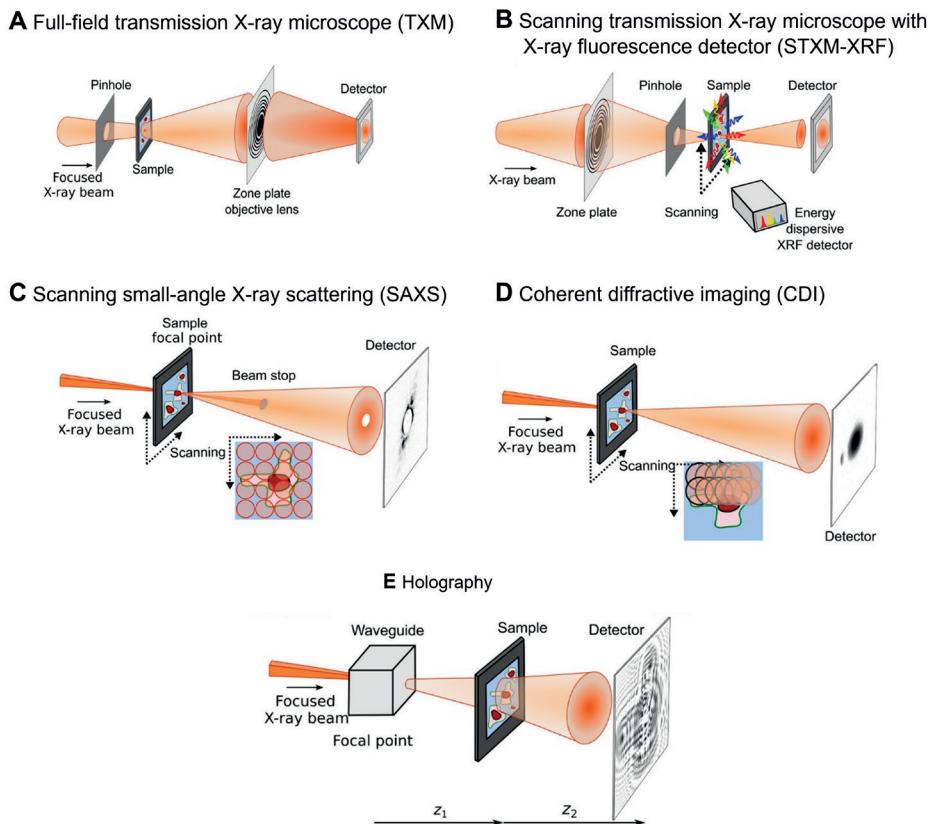 A Full-field transmission X-ray microscope (TXM)
Pinhole
Detector
Focused
X-ray beam
Sample
Zone plate
objective lens
B Scanning transmission X-ray microscope with
X-ray fluorescence detector (STXM-XRF)
Pinhole
Sample
Detector
X-ray beam
Zone plate
Scanning
Energy
dispersive
XRF detector
C Scanning small-angle X-ray scattering (SAXS)
Sample
focal point
Detector
Beam stop
Focused
X-ray beam
Scanning
D Coherent diffractive imaging (CDI)
Sample
Focused
X-ray beam
Scanning
Detector
E Holography
Waveguide
Sample
Detector
Focused
X-ray beam
Focal point
z1
z2